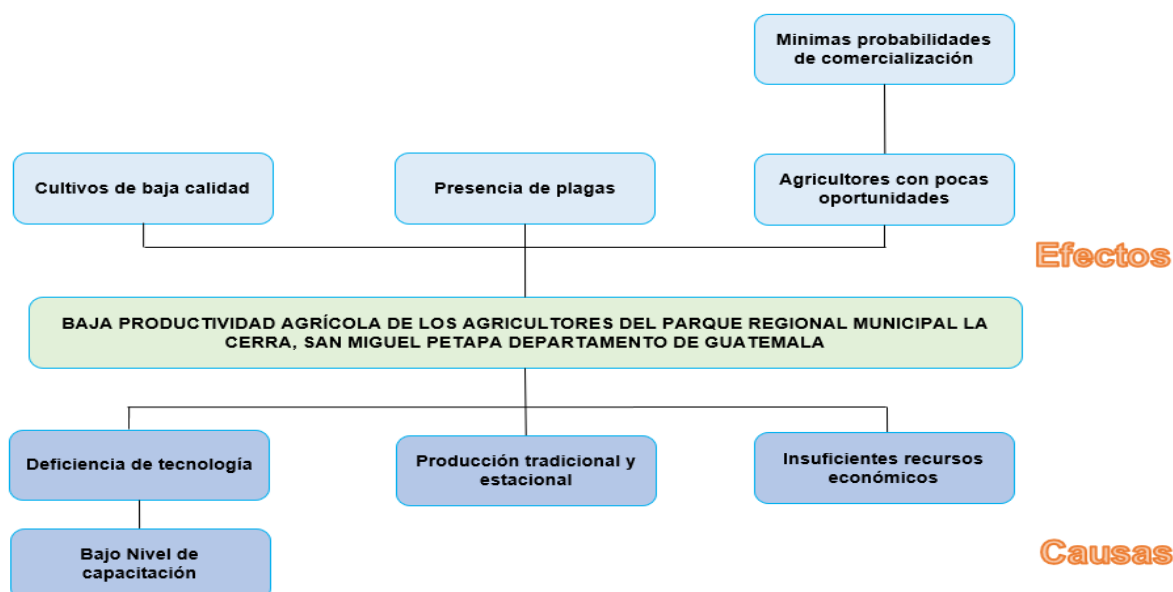 Minimas probabilidades
de comercialización
Cultivos de baja calidad
Presencia de plagas
Agricultores con pocas
oportunidades
Efectos
BAJA PRODUCTIVIDAD AGRÍCOLA DE LOS AGRICULTORES DEL PARQUE REGIONAL MUNICIPAL LA
CERRA, SAN MIGUEL PETAPA DEPARTAMENTO DE GUATEMALA
Deficiencia de tecnología
Producción tradicional y
estacional
Insuficientes recursos
económicos
Bajo Nivel de
capacitación
Causas